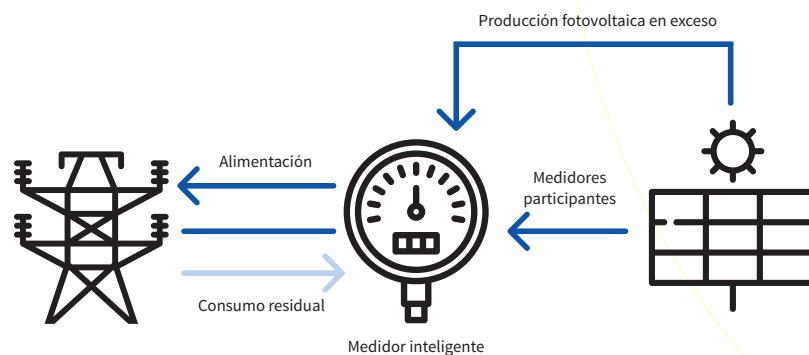 Producción fotovoltaica en exceso
Alimentación
Medidores
participantes
Consumo residual
Medidor inteligente